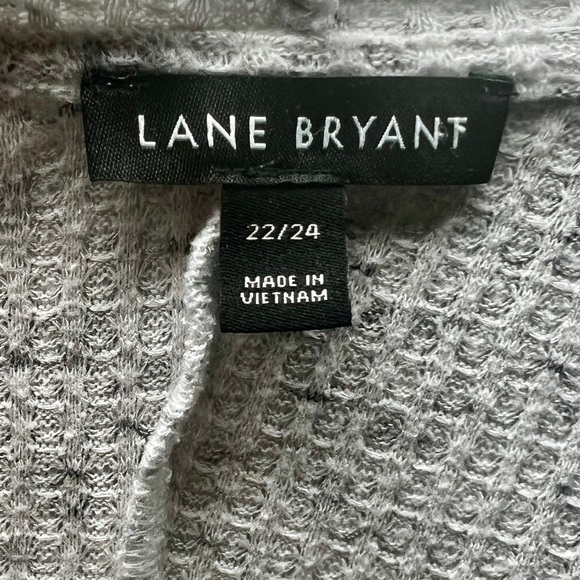 LANE BRYANT
22/24
MADE IN
VIETNAM